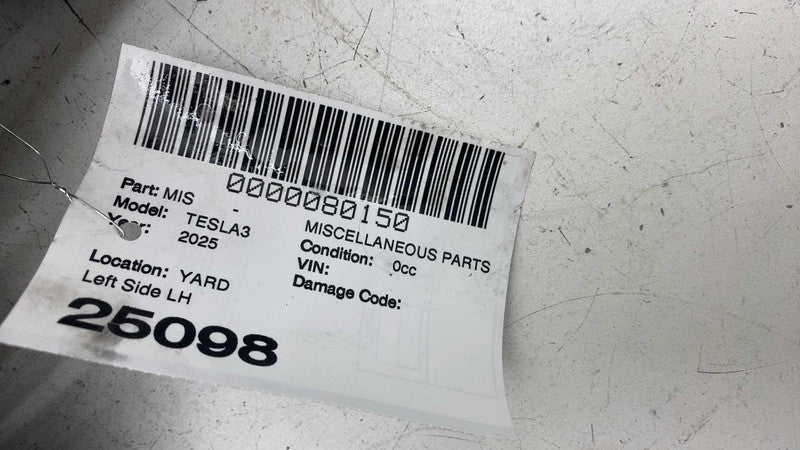 0000080150
Part: MIS - MISCELLANEOUS PARTS
Model: TESLA3 Condition: 0cc
Year: 2025 VIN:
Damage Code:
Location: YARD
Left Side LH
25098